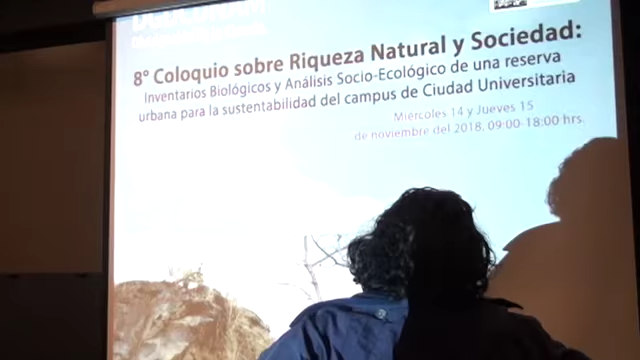 8° Coloquio sobre Riqueza Natural y Sociedad:
Inventarios Biológicos y Análisis Socio-Ecológico de una reserva
urbana para la sustentabilidad del campus de Ciudad Universitaria
Miércoles 14 y Jueves 15
de noviembre del 2018, 09:00-18:00 hrs.